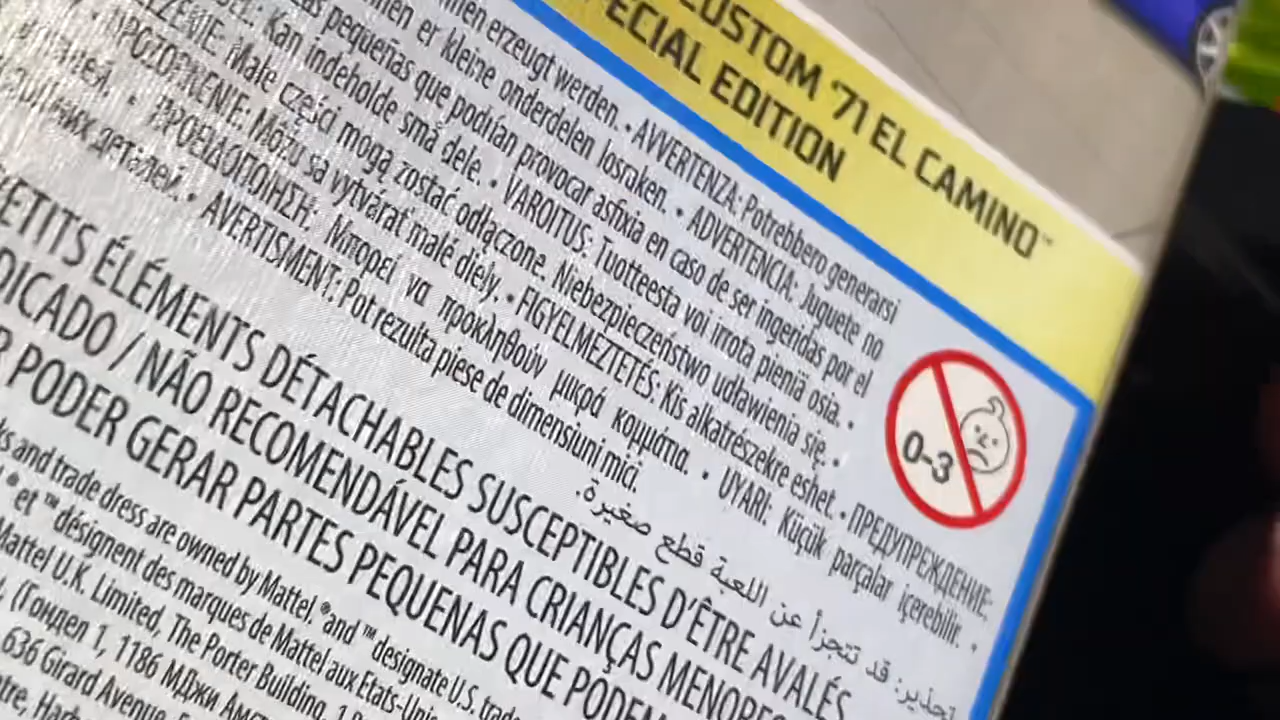 CUSTOM '71 EL CAMINO™
ECIAL EDITION
erzeugt werden. • AVVERTENZA: Potrebbero generarsi
er kleine onderdelen losraken. • ADVERTENCIA: Juguete no
pequeñas que podrían provocar asfixia en caso de ser ingeridas por el
Kan indeholde små dele. • VAROITUS: Tuotteesta voi irrota pieniä osia. •
Małe części mogą zostać odłączone. Niebezpieczeństwo udławienia się. •
Môžu sa vytvárať malé diely. • FIGYELMEZTETÉS: Kis alkatrészekre eshet. • ПРЕДУПРЕЖДЕНИЕ:
деталей. • ΠΡΟΕΙΔΟΠΟΙΗΣΗ: Μπορεί να προκληθούν μικρά κομμάτια. • UYARI: Küçük parçalar içerebilir. •
AVERTISMENT: Pot rezulta piese de dimensiuni mici.
تحذير: قد تتجزأ عن اللعبة قطع صغيرة.
0-3
ETITS ÉLÉMENTS DÉTACHABLES SUSCEPTIBLES D'ÊTRE AVALÉS
DICADO / NÃO RECOMENDÁVEL PARA CRIANÇAS MENORES
PODER GERAR PARTES PEQUENAS QUE PODEM
and trade dress are owned by Mattel. ® and ™ designate U.S.
® et ™ désignent des marques de Mattel aux Etats-Unis
Mattel U.K. Limited, The Porter Building, 1
(Гонден 1, 1186 МДжи
636 Girard Avenue,